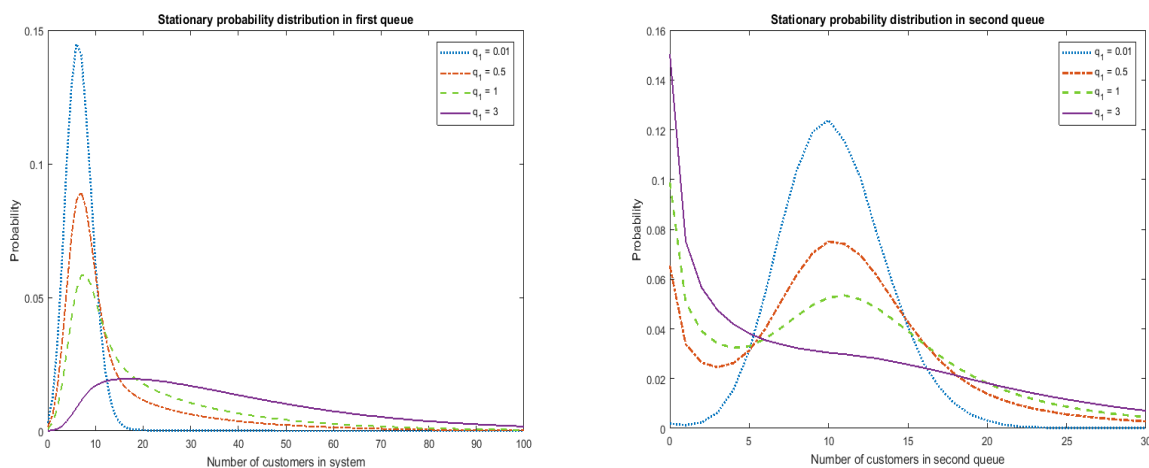 Stationary probability distribution in first queue
0.15
0.1
0.05
0
Probability
0 10 20 30 40 50 60 70 80 90 100
Number of customers in system
q1 = 0.01
q1 = 0.5
q1 = 1
q1 = 3
Stationary probability distribution in second queue
0.16
0.14
0.12
0.1
0.08
0.06
0.04
0.02
0
Probability
0 5 10 15 20 25 30
Number of customers in second queue
q1 = 0.01
q1 = 0.5
q1 = 1
q1 = 3